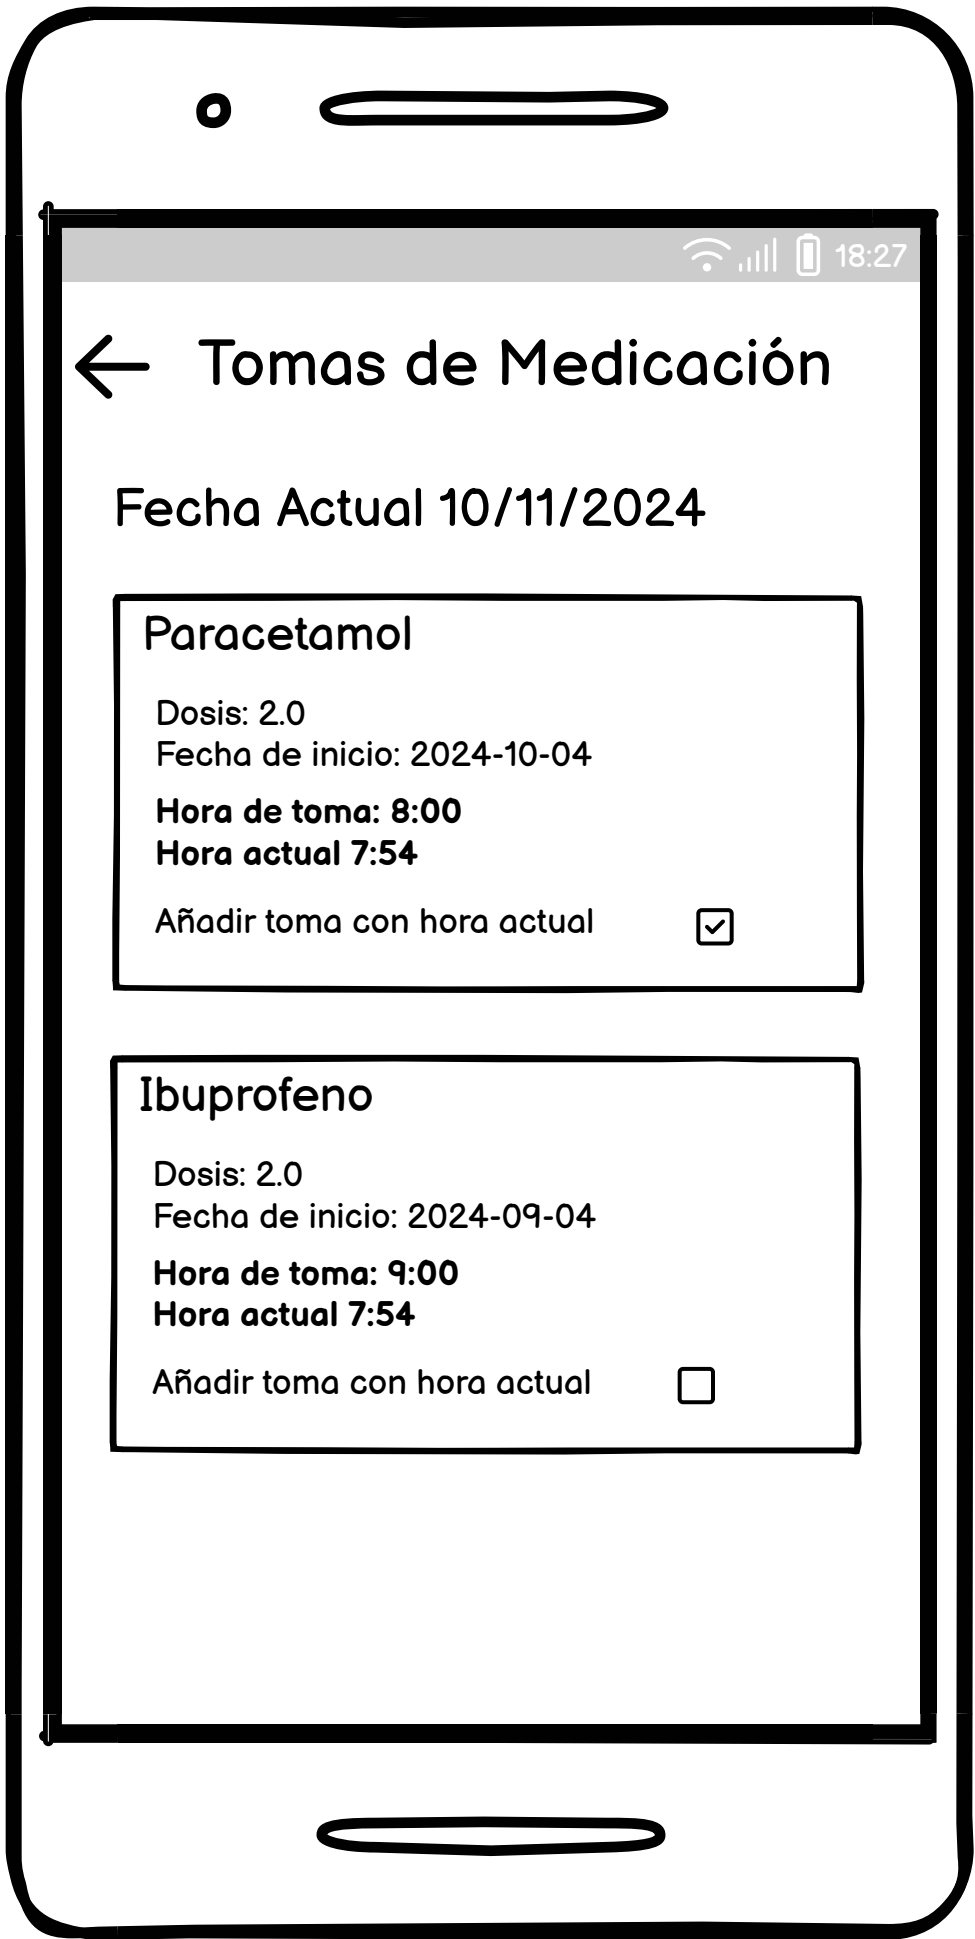 18:27
Tomas de Medicación
Fecha Actual 10/11/2024
Paracetamol
Dosis: 2.0
Fecha de inicio: 2024-10-04
Hora de toma: 8:00
Hora actual 7:54
Añadir toma con hora actual
Ibuprofeno
Dosis: 2.0
Fecha de inicio: 2024-09-04
Hora de toma: 9:00
Hora actual 7:54
Añadir toma con hora actual